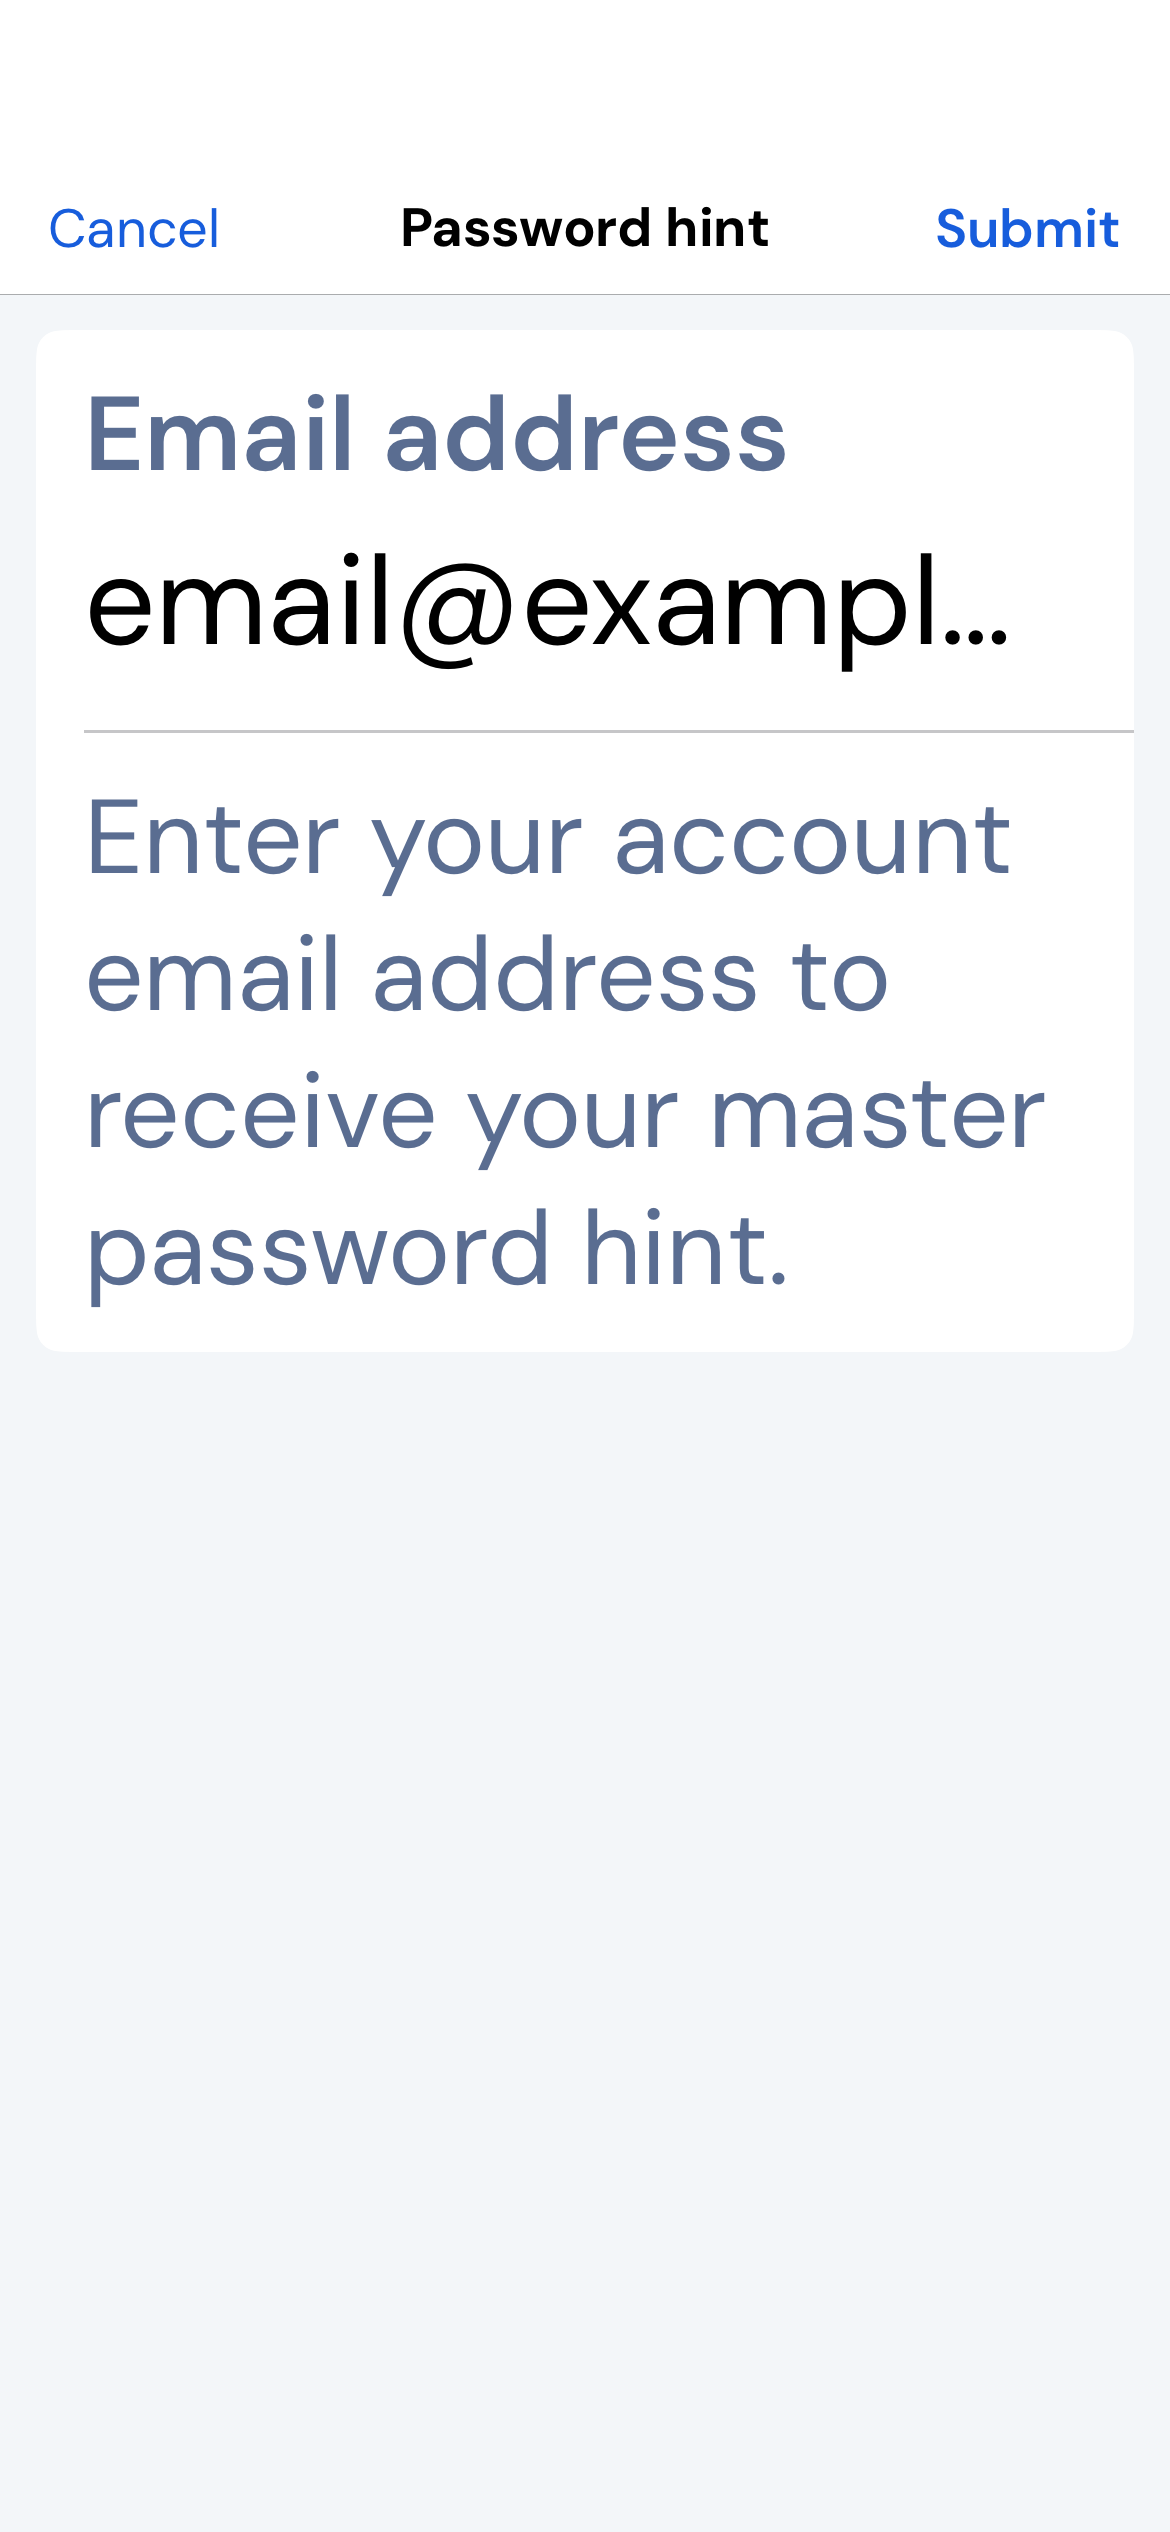 Cancel Password hint Submit
Email address
email@exampl…
Enter your account
email address to
receive your master
password hint.